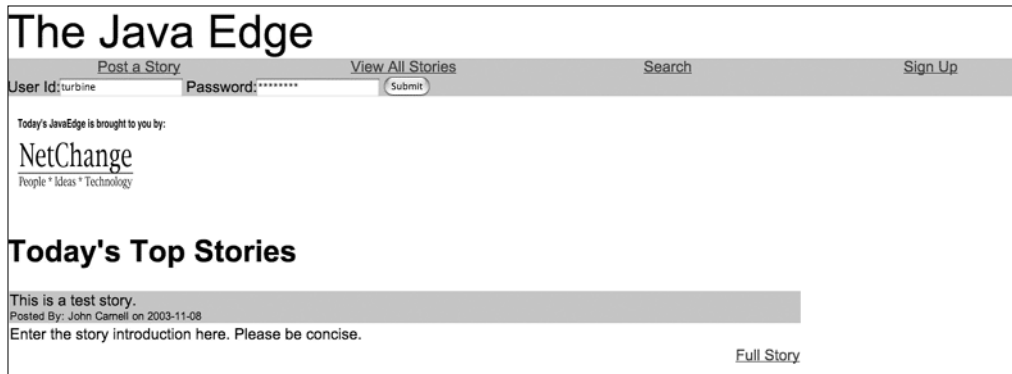 The Java Edge
Post a Story View All Stories Search Sign Up
User Id: turbine Password: ******** Submit
Today's JavaEdge is brought to you by:
NetChange
People * Ideas * Technology
Today's Top Stories
This is a test story.
Posted By: John Carnell on 2003-11-08
Enter the story introduction here. Please be concise.
Full Story